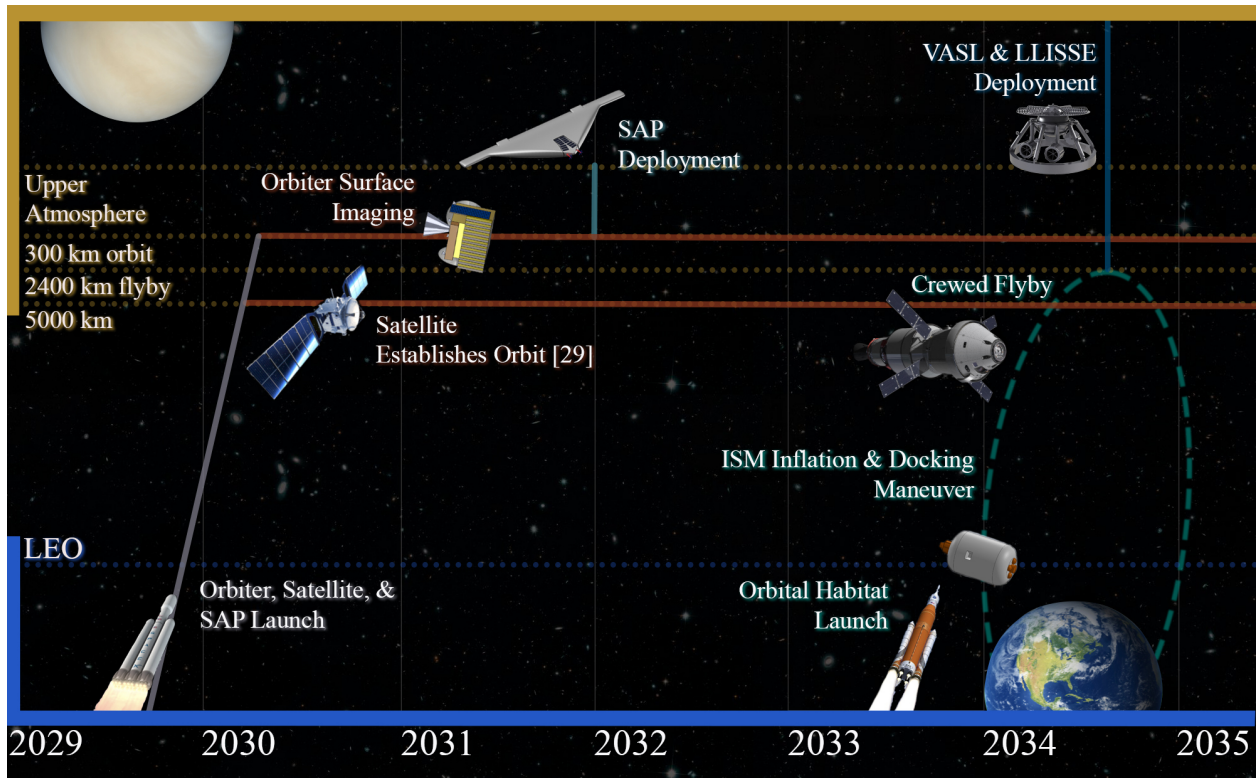 VASL & LLISSE
Deployment
SAP
Deployment
Upper
Atmosphere
Orbiter Surface
Imaging
300 km orbit
2400 km flyby
5000 km
Crewed Flyby
Satellite
Establishes Orbit [29]
ISM Inflation & Docking
Maneuver
LEO
Orbiter, Satellite, &
SAP Launch
Orbital Habitat
Launch
2029
2030
2031
2032
2033
2034
2035